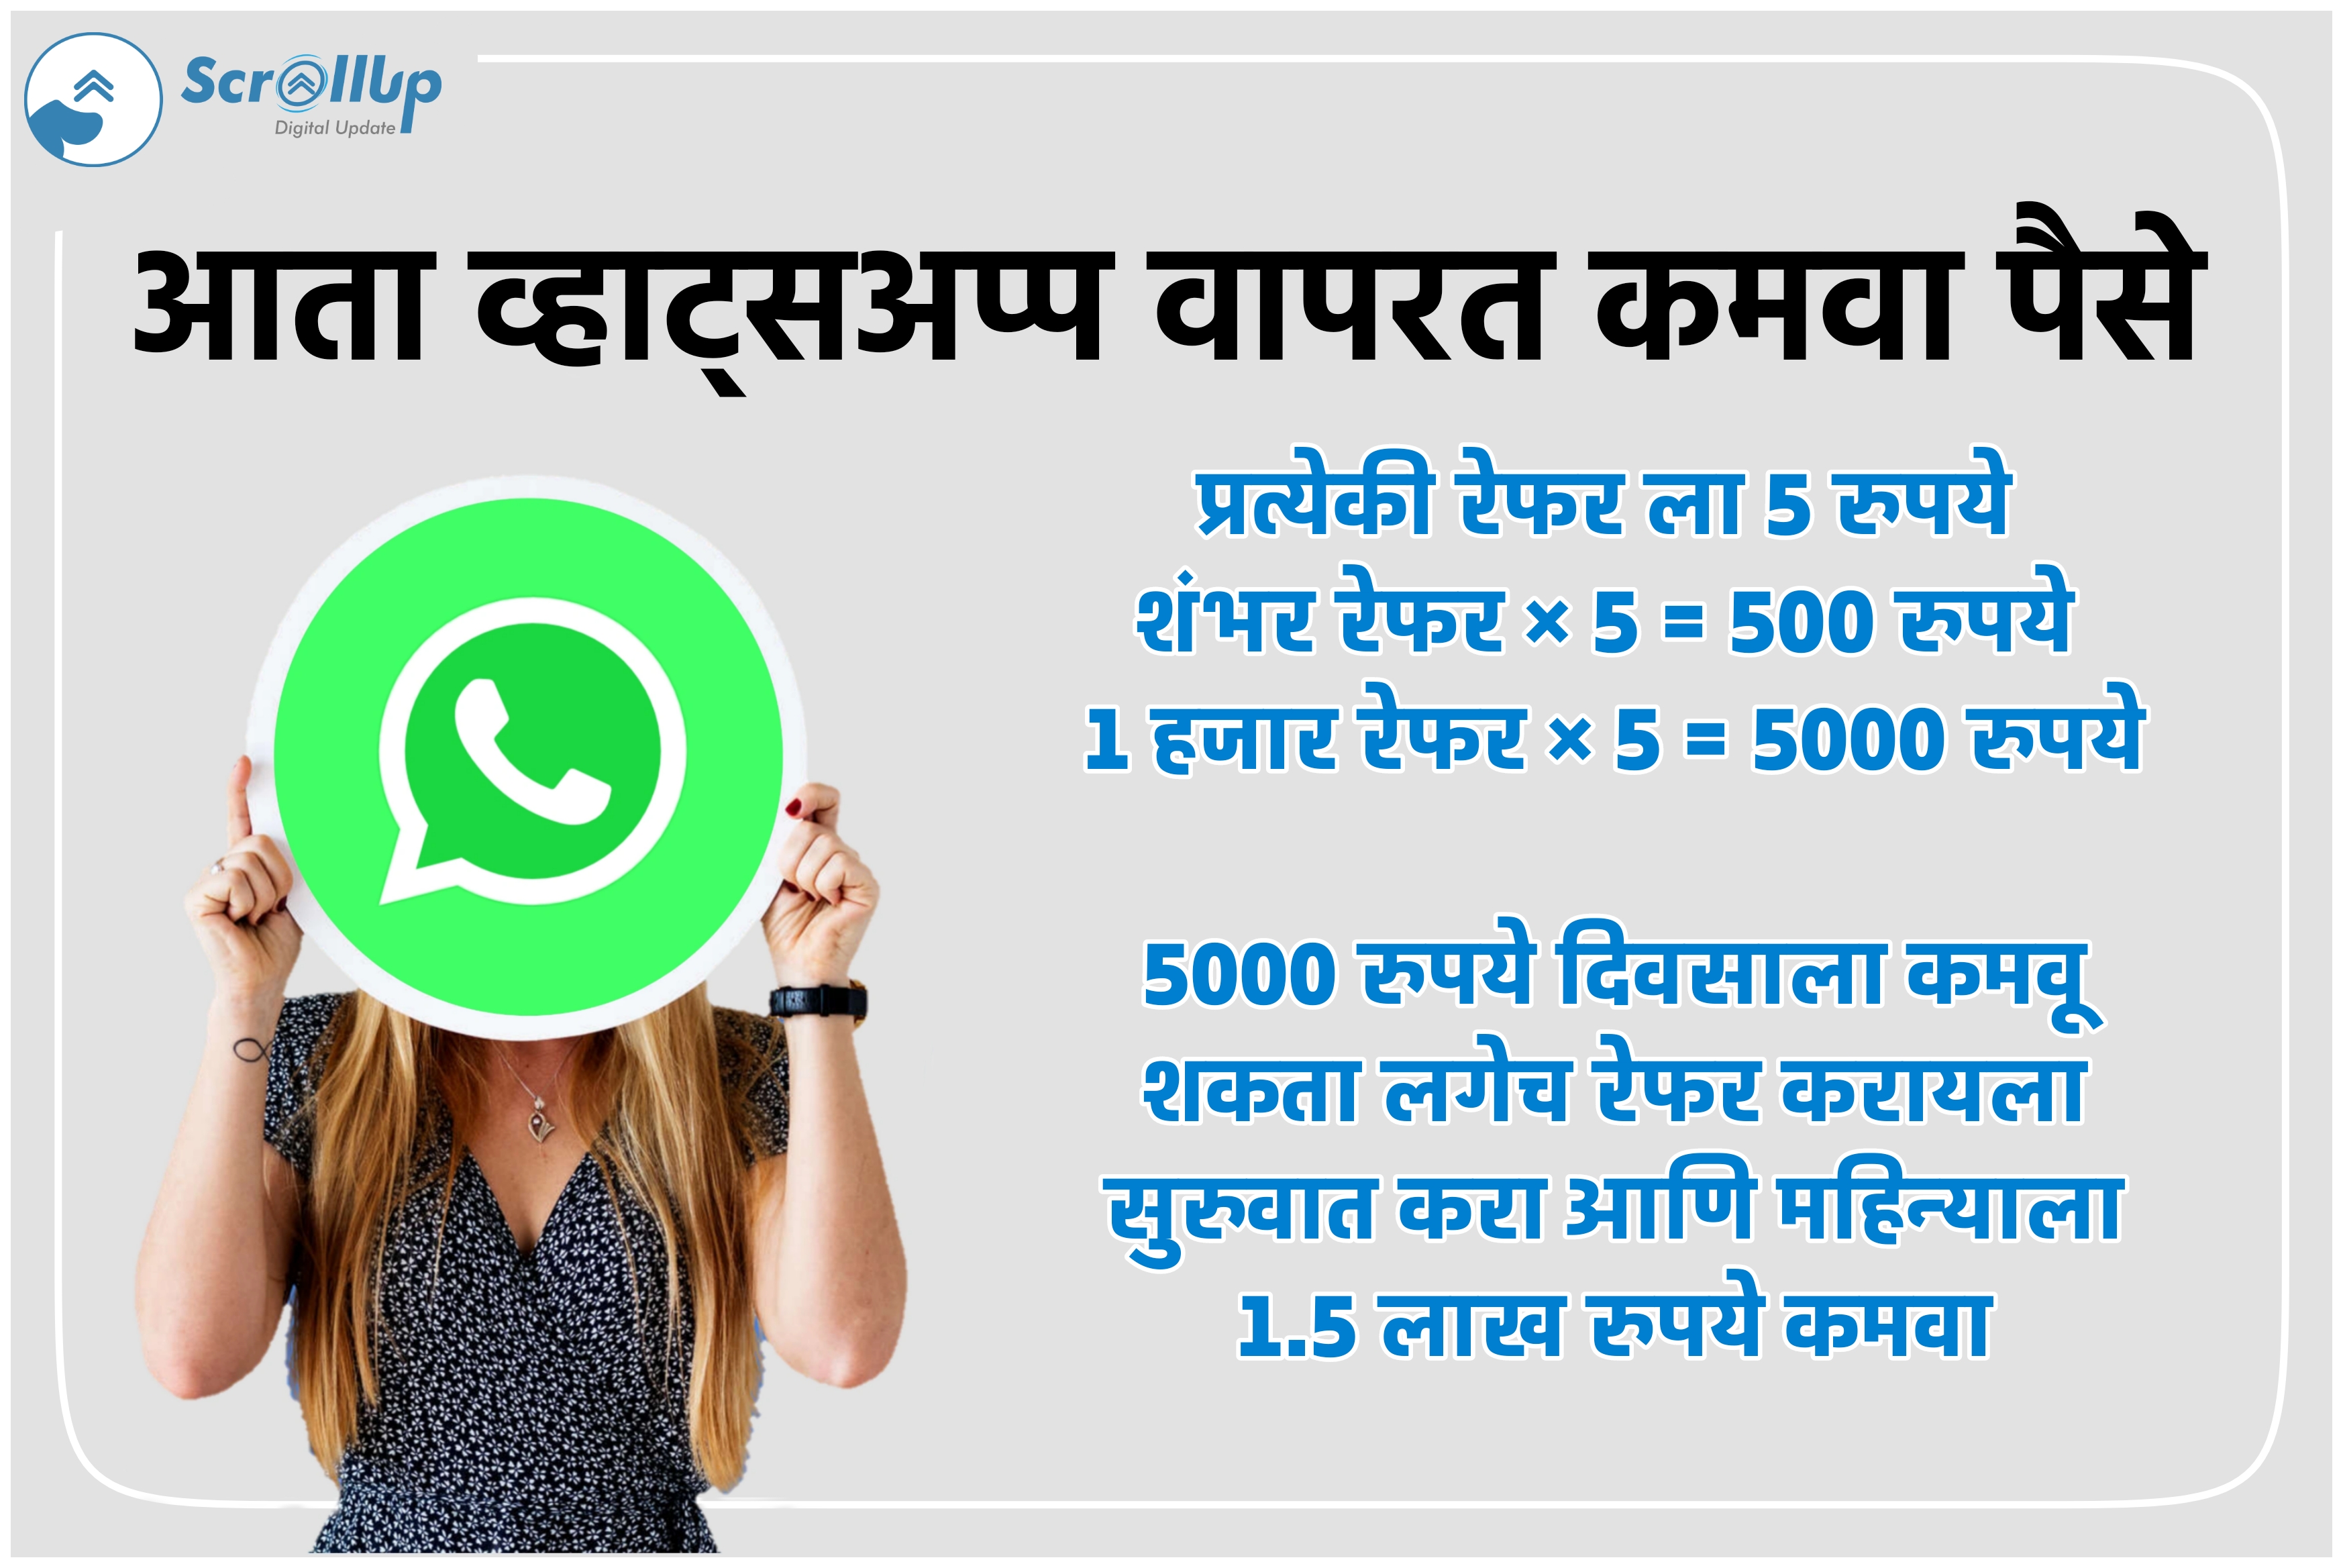 ScrollUp
Digital Update
आता व्हाट्सअप्प वापरत कमवा पैसे
प्रत्येकी रेफर ला 5 रुपये
शंभर रेफर × 5 = 500 रुपये
1 हजार रेफर × 5 = 5000 रुपये
5000 रुपये दिवसाला कमवू
शकता लगेच रेफर करायला
सुरुवात करा आणि महिन्याला
1.5 लाख रुपये कमवा